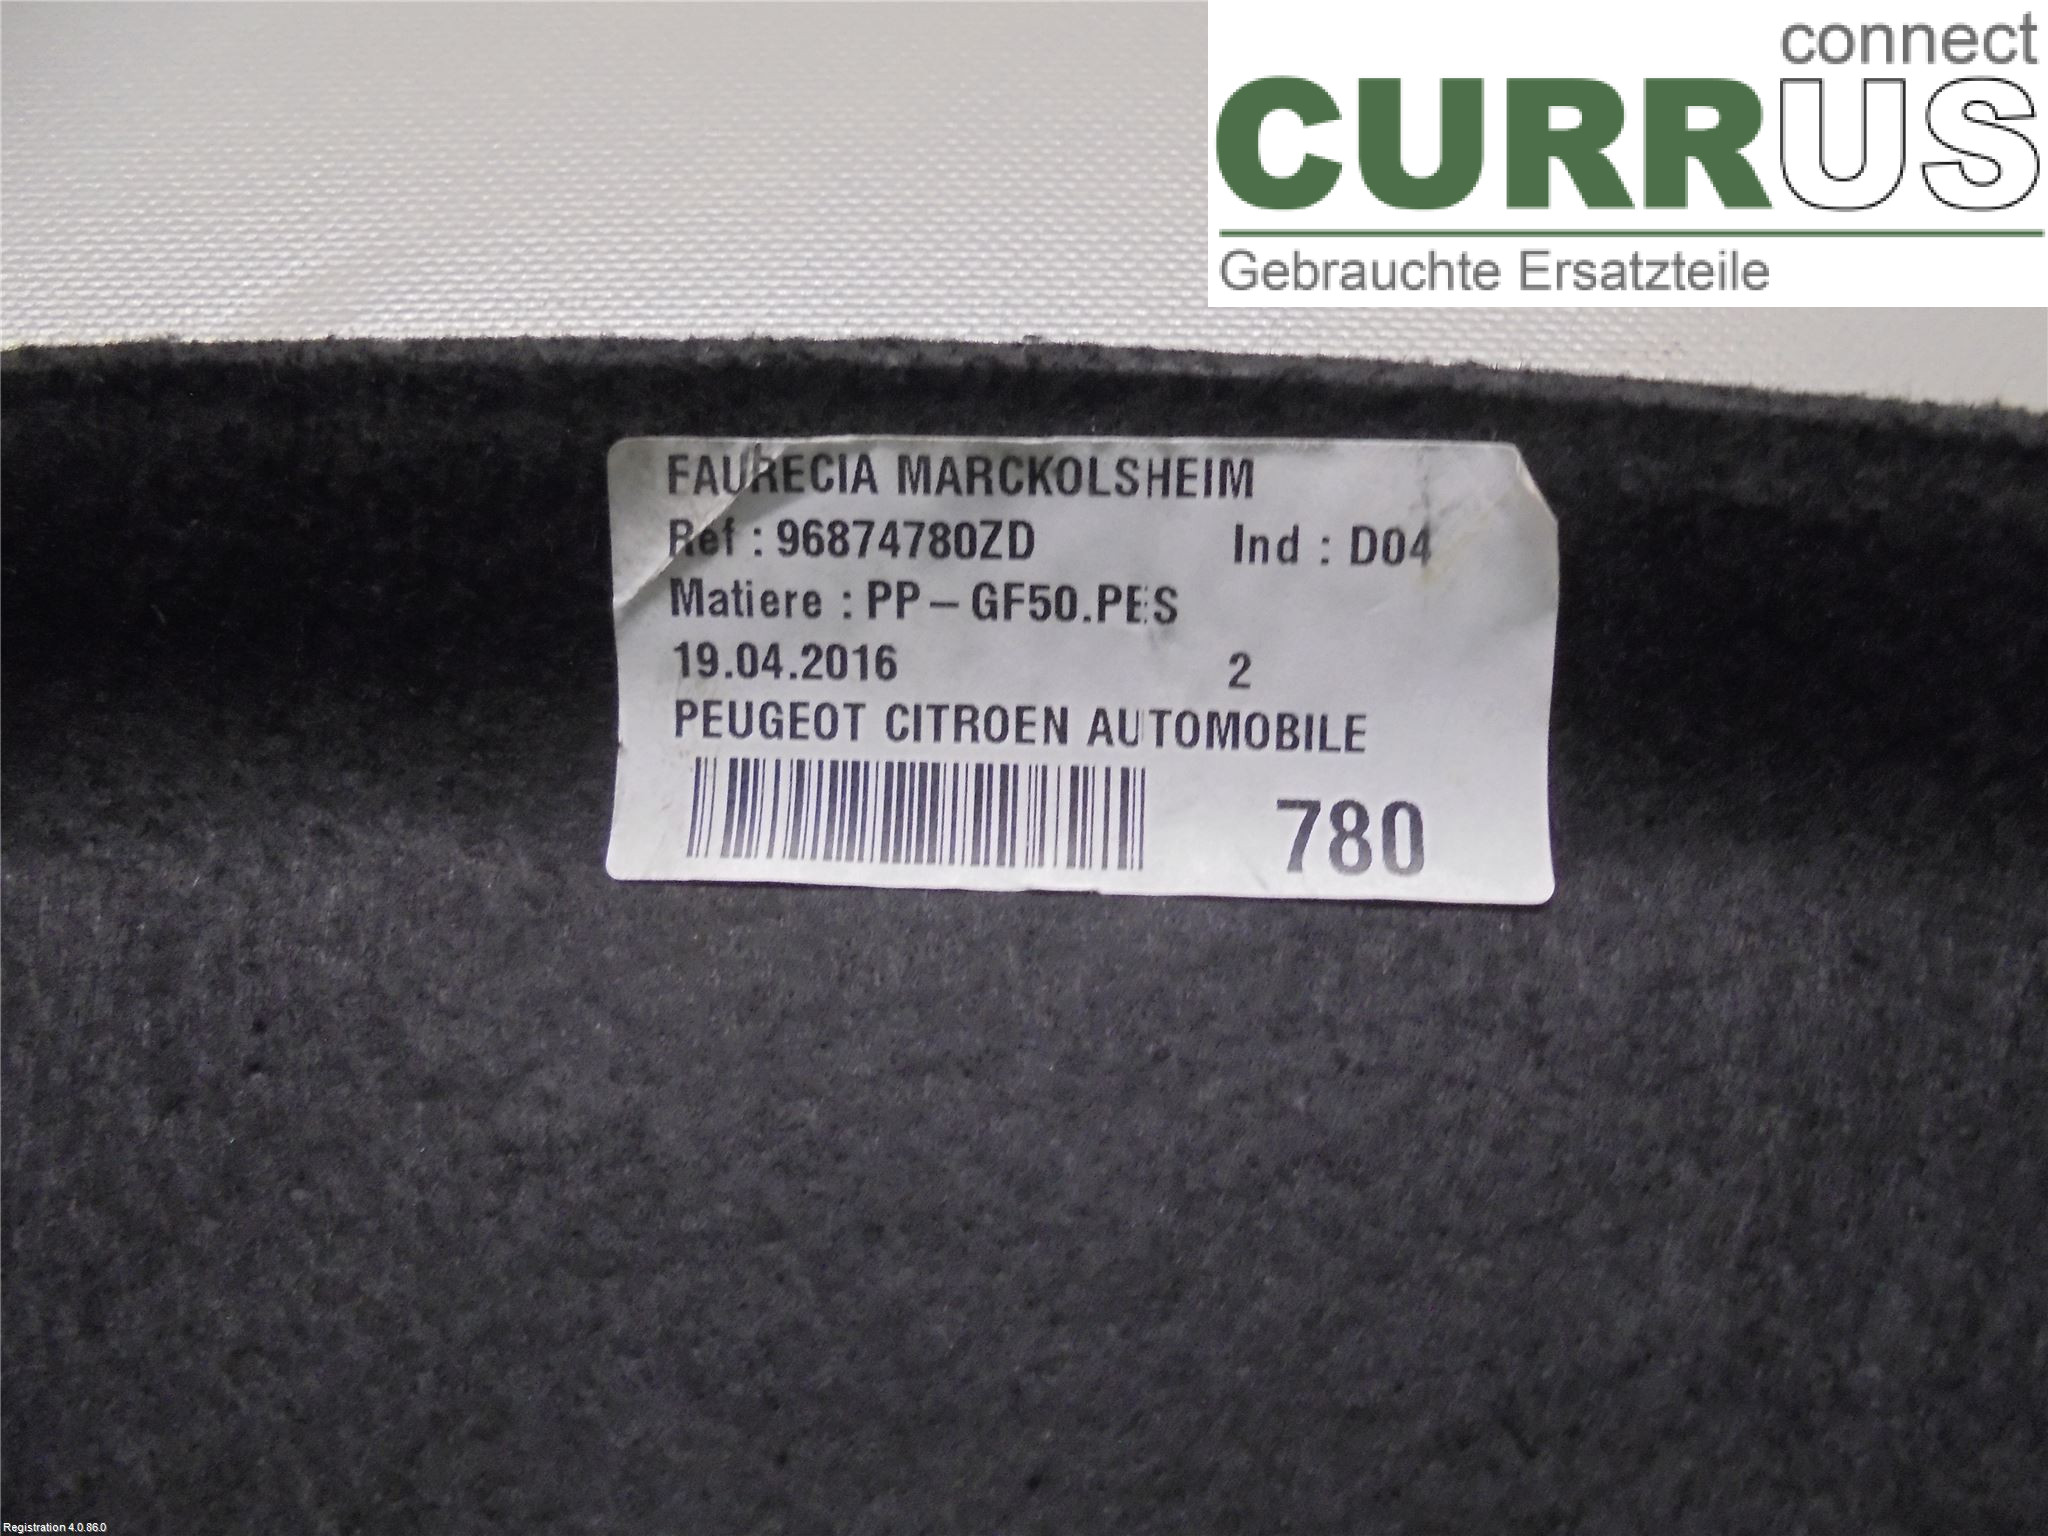 connect
CURRUS
Gebrauchte Ersatzteile
FAURECIA MARCKOLSHEIM
Ref : 96874780ZD Ind : D04
Matiere : PP – GF50.PES
19.04.2016 2
PEUGEOT CITROEN AUTOMOBILE
780
Registration 4.0.86.0